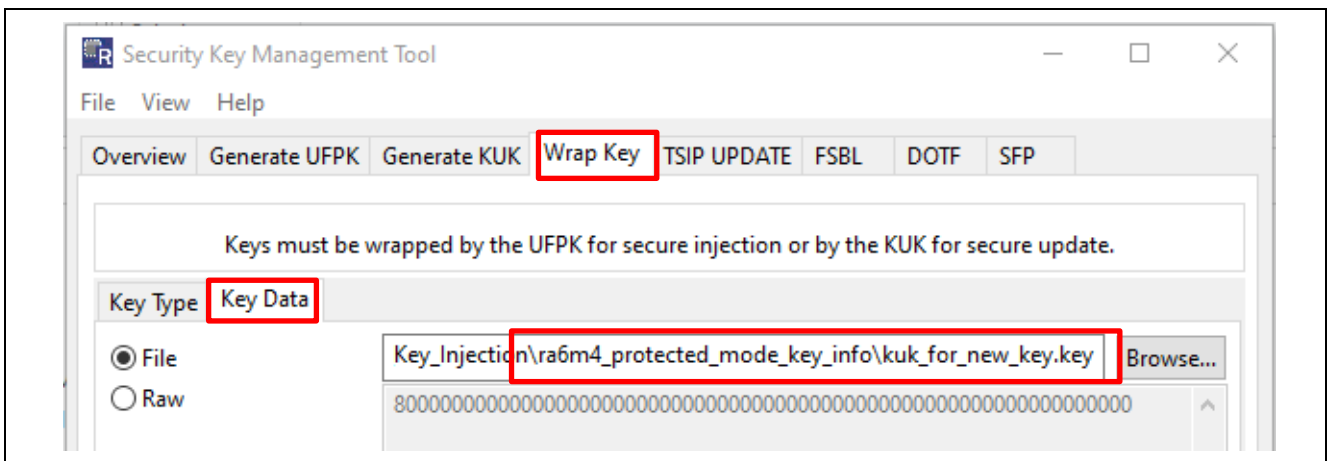 Security Key Management Tool
File View Help
Overview Generate UFPK Generate KUK Wrap Key TSIP UPDATE FSBL DOTF SFP
Keys must be wrapped by the UFPK for secure injection or by the KUK for secure update.
Key Type Key Data
File Key_Injection\ra6m4_protected_mode_key_info\kuk_for_new_key.key Browse...
Raw 8000000000000000000000000000000000000000000000000000000000000000